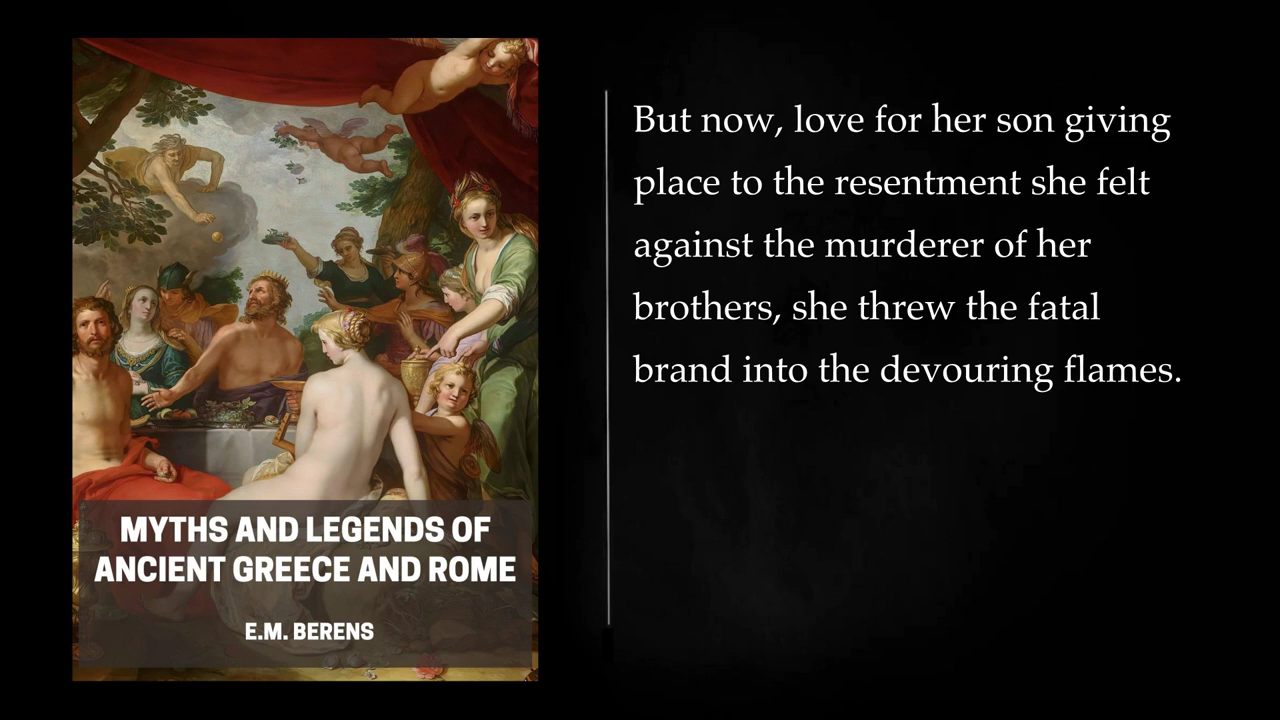 MYTHS AND LEGENDS OF
ANCIENT GREECE AND ROME
E.M. BERENS
But now, love for her son giving
place to the resentment she felt
against the murderer of her
brothers, she threw the fatal
brand into the devouring flames.